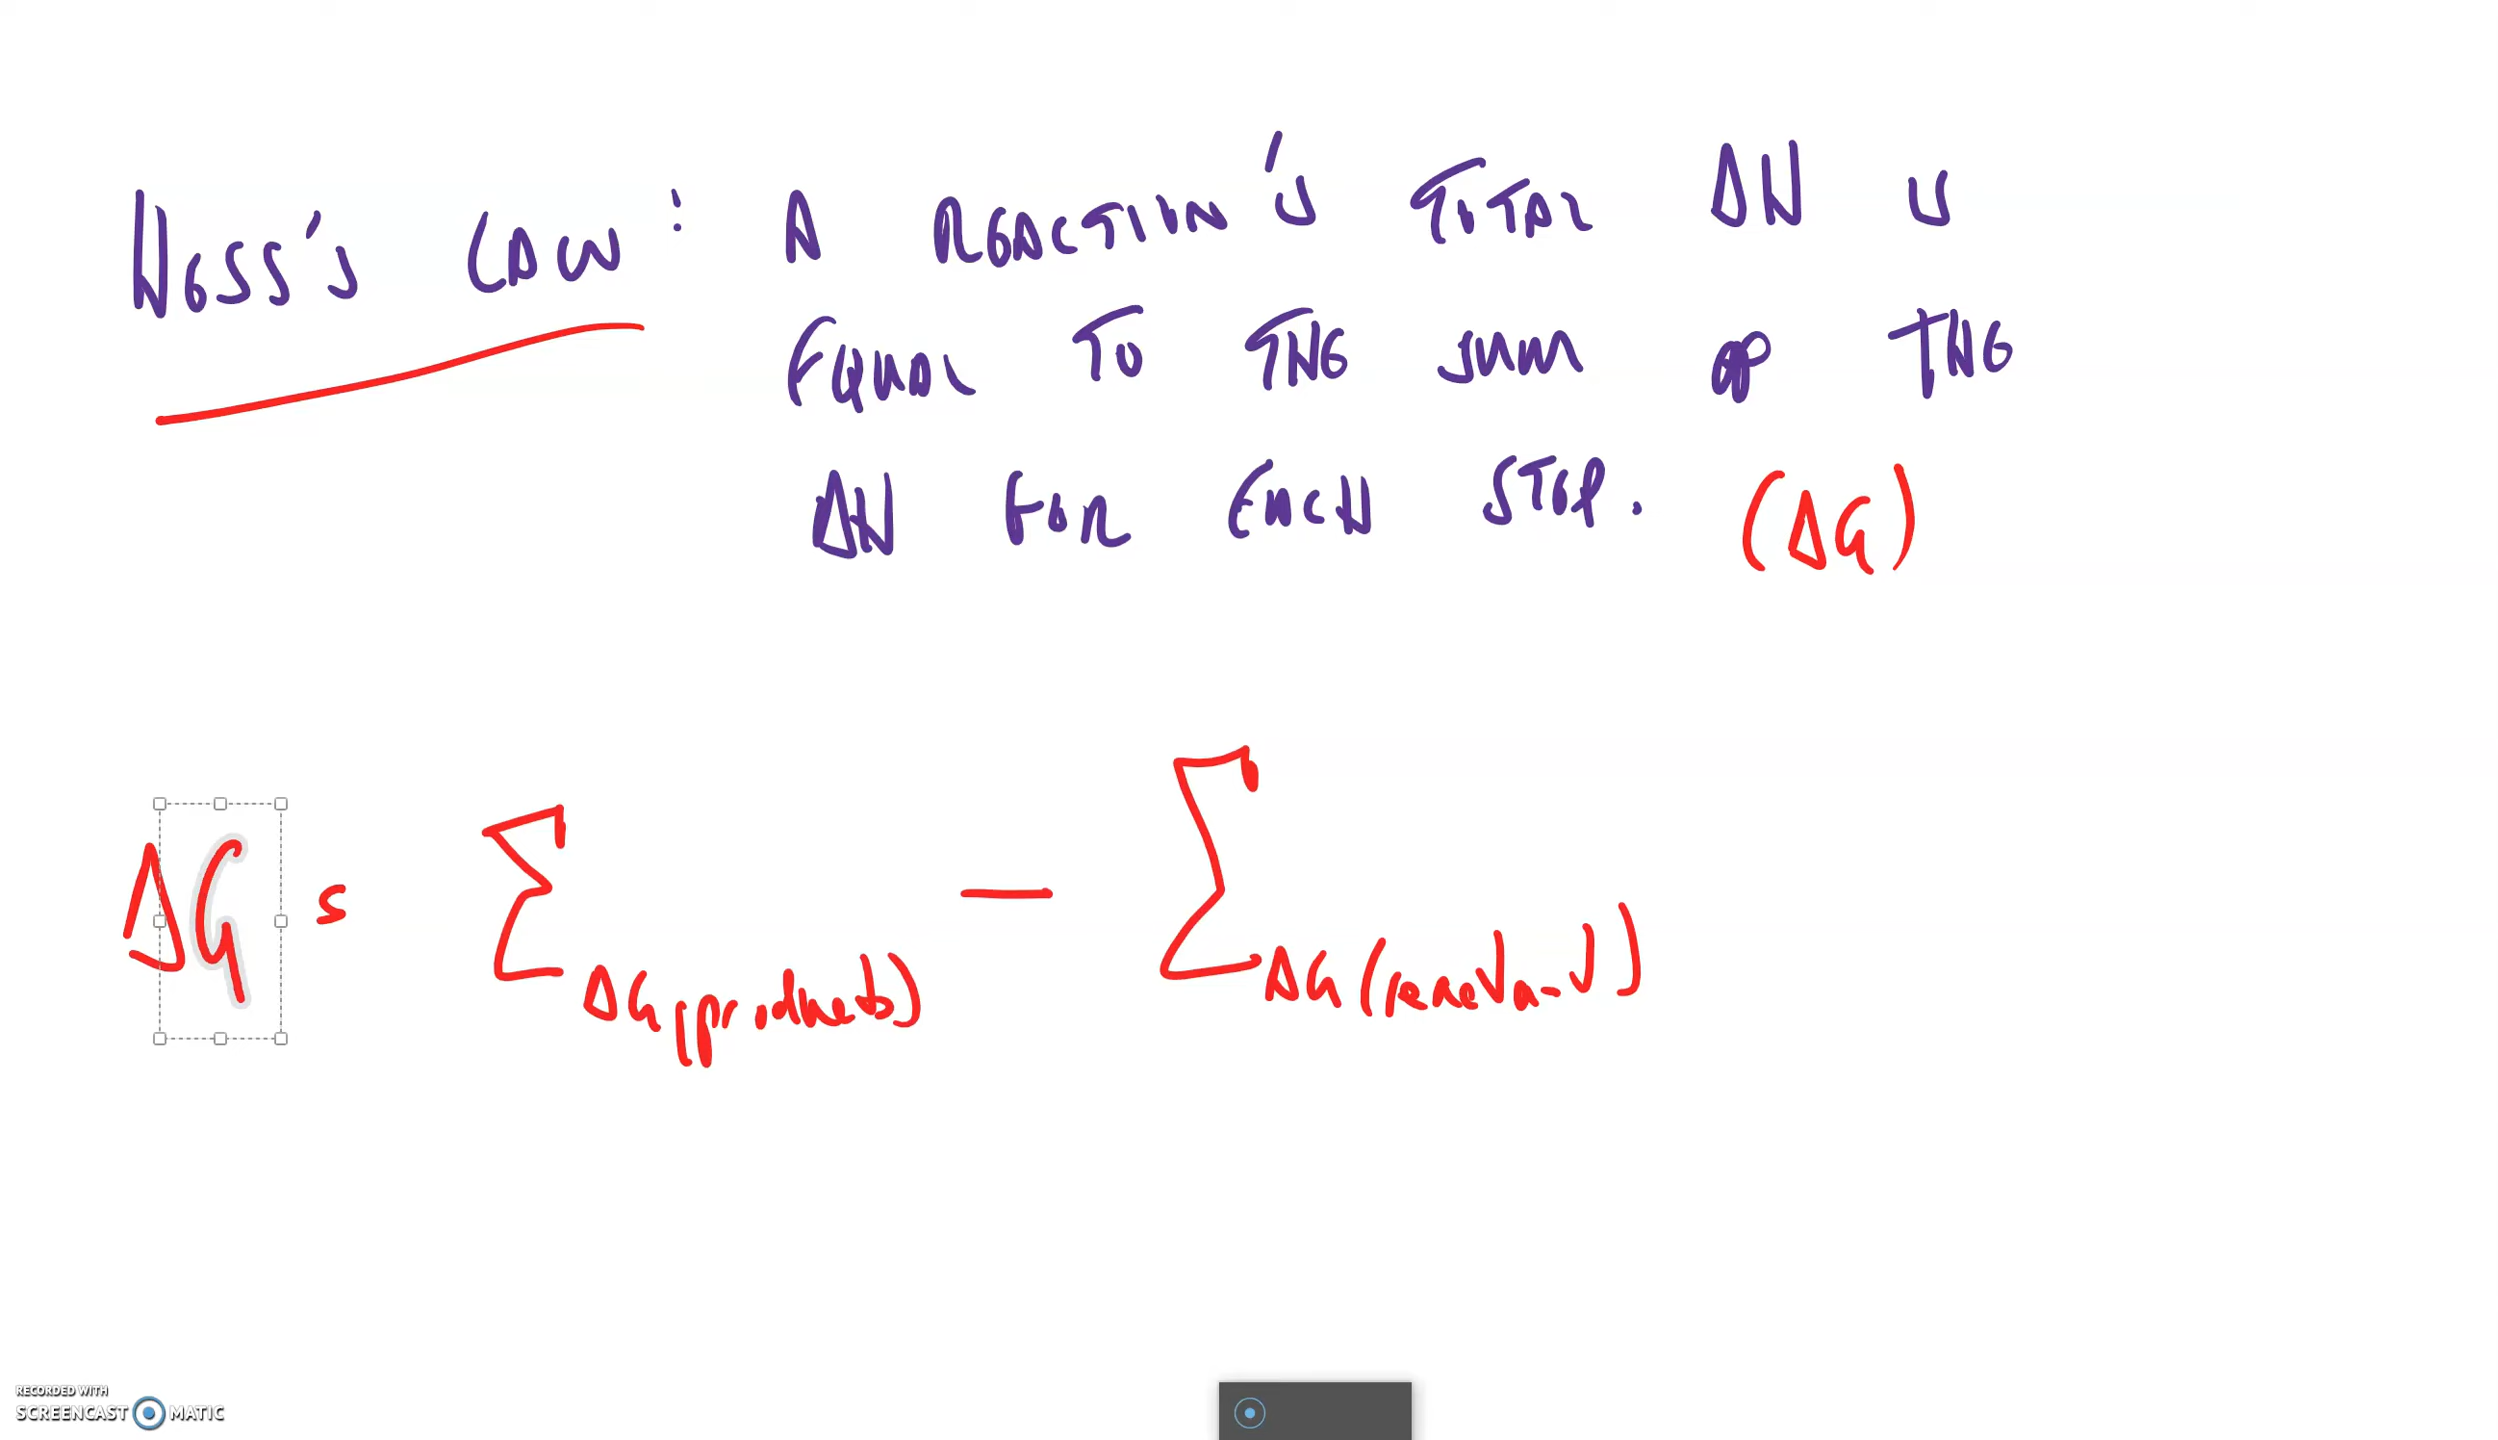 Hess's Law: A REACTION'S TOTAL ΔH IS
EQUAL TO THE SUM OF THE
ΔH FOR EACH STEP. (ΔG)
ΔG = Σ ΔG(products) — Σ ΔG(reactants)
RECORDED WITH
SCREENCAST MATIC